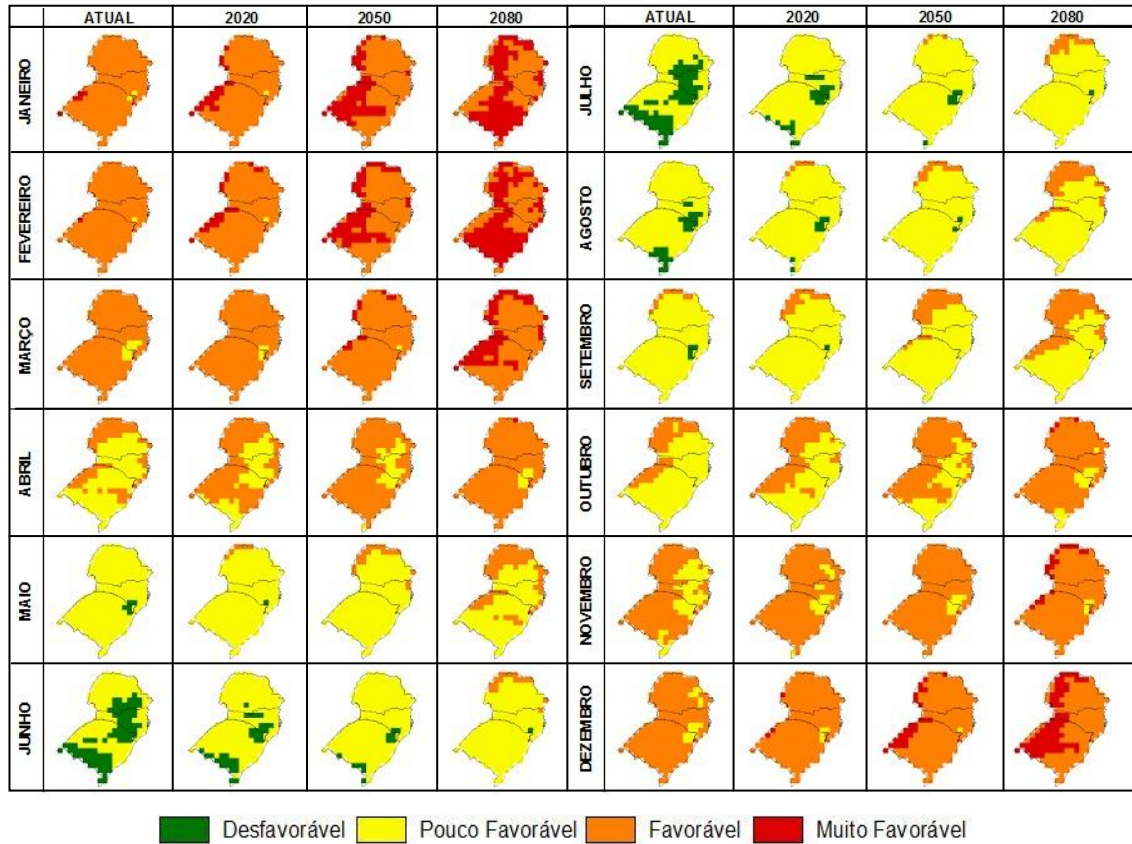 ATUAL 2020 2050 2080 ATUAL 2020 2050 2080
JANEIRO JULHO
FEVEREIRO AGOSTO
MARÇO SETEMBRO
ABRIL OUTUBRO
MAIO NOVEMBRO
JUNHO DEZEMBRO
Desfavorável Pouco Favorável Favorável Muito Favorável